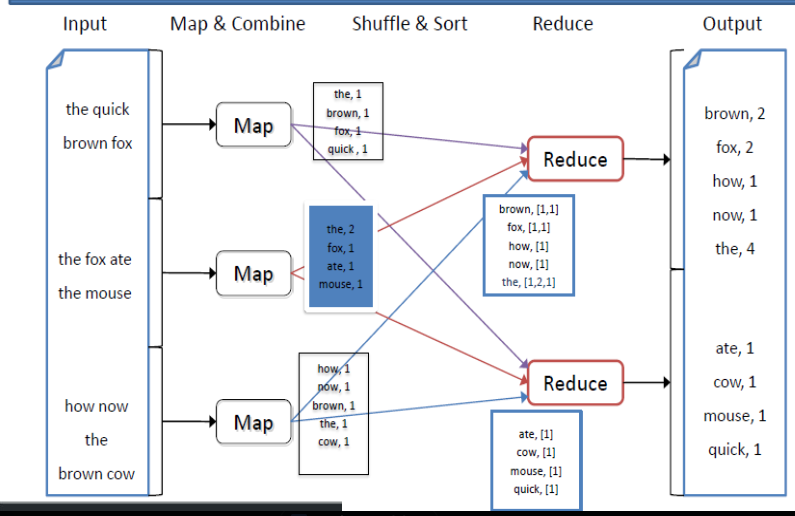 Input Map & Combine Shuffle & Sort Reduce Output
the quick
brown fox
the fox ate
the mouse
how now
the
brown cow
Map
Map
Map
the, 1
brown, 1
fox, 1
quick , 1
the, 2
fox, 1
ate, 1
mouse, 1
how, 1
now, 1
brown, 1
the, 1
cow, 1
Reduce
brown, [1,1]
fox, [1,1]
how, [1]
now, [1]
the, [1,2,1]
Reduce
ate, [1]
cow, [1]
mouse, [1]
quick, [1]
brown, 2
fox, 2
how, 1
now, 1
the, 4
ate, 1
cow, 1
mouse, 1
quick, 1